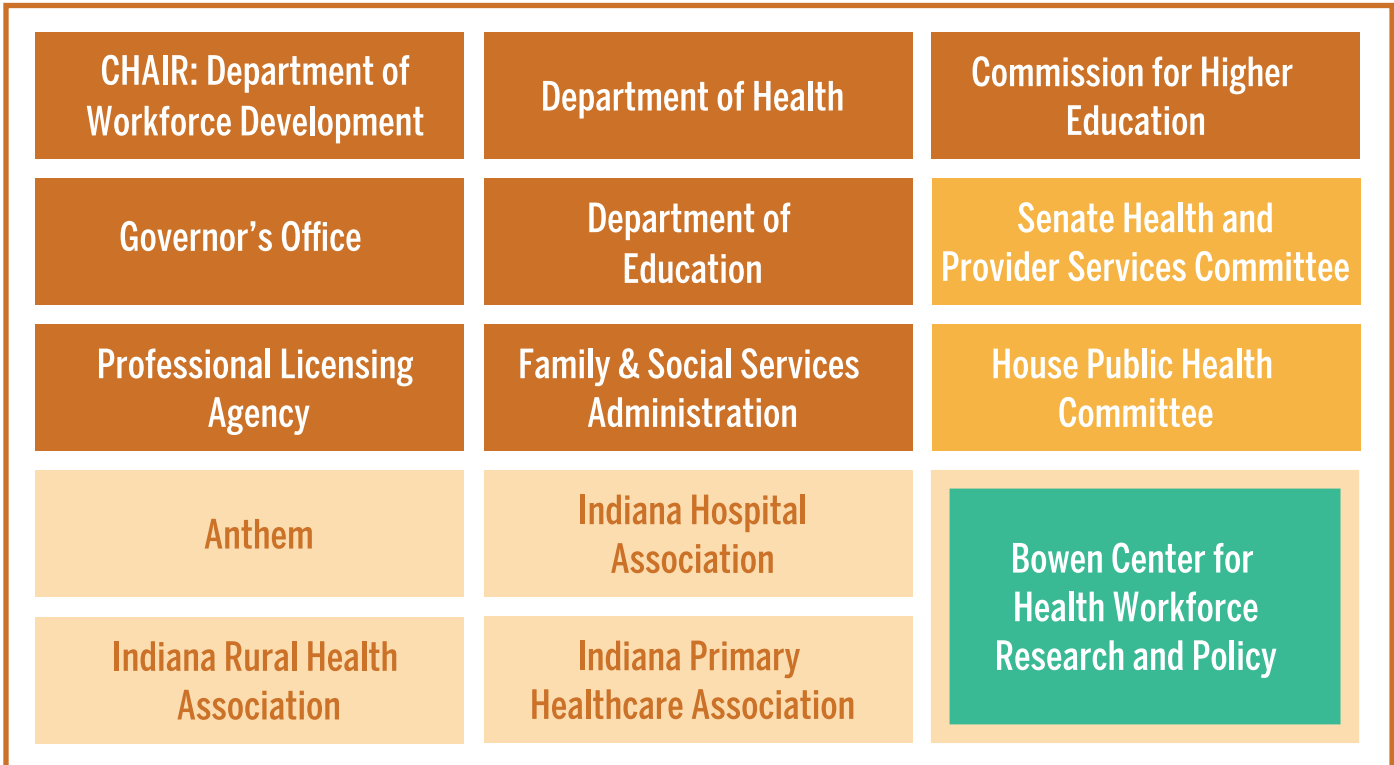 CHAIR: Department of
Workforce Development
Department of Health
Commission for Higher
Education
Governor’s Office
Department of
Education
Senate Health and
Provider Services Committee
Professional Licensing
Agency
Family & Social Services
Administration
House Public Health
Committee
Anthem
Indiana Hospital
Association
Bowen Center for
Health Workforce
Research and Policy
Indiana Rural Health
Association
Indiana Primary
Healthcare Association